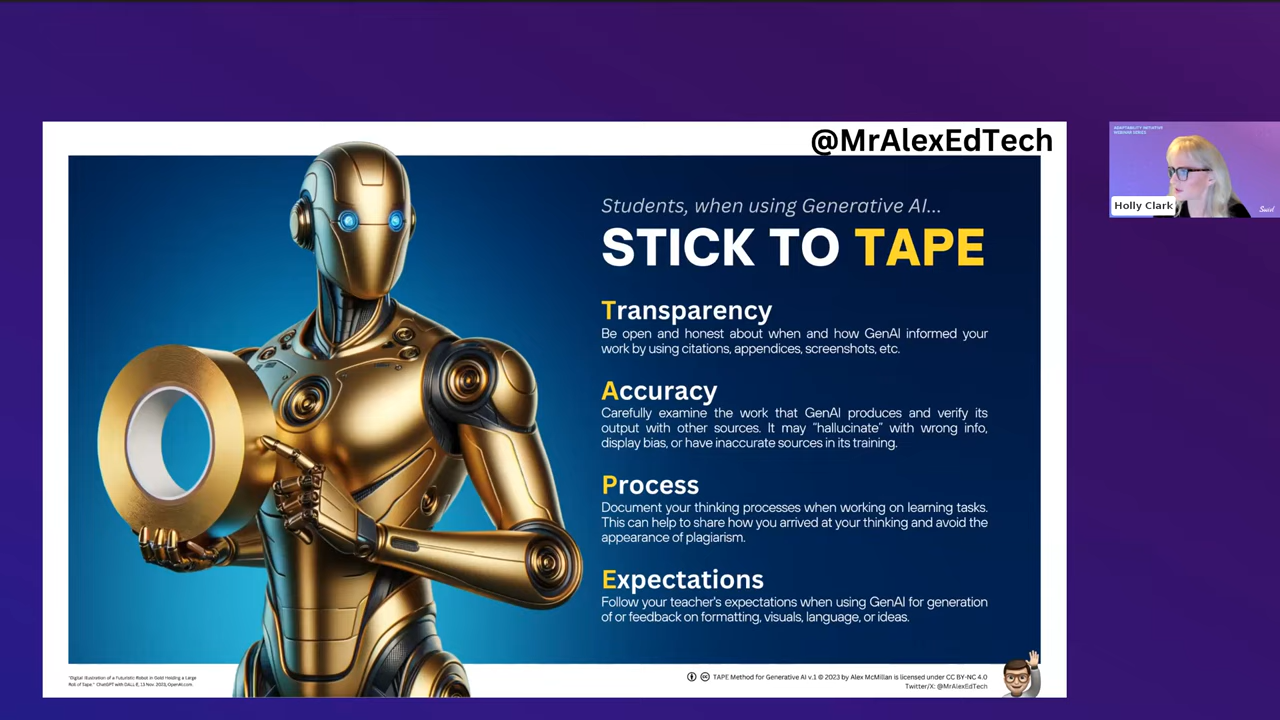 @MrAlexEdTech
Students, when using Generative AI...
STICK TO TAPE
Transparency
Be open and honest about when and how GenAI informed your
work by using citations, appendices, screenshots, etc.
Accuracy
Carefully examine the work that GenAI produces and verify its
output with other sources. It may “hallucinate” with wrong info,
display bias, or have inaccurate sources in its training.
Process
Document your thinking processes when working on learning tasks.
This can help to share how you arrived at your thinking and avoid the
appearance of plagiarism.
Expectations
Follow your teacher's expectations when using GenAI for generation
of or feedback on formatting, visuals, language, or ideas.
"Digital Illustration of a Futuristic Robot in Gold Holding a Large
Roll of Tape." ChatGPT with DALL·E, 13 Nov. 2023, OpenAI.com.
TAPE Method for Generative AI v.1 © 2023 by Alex McMillan is licensed under CC BY-NC 4.0
Twitter/X: @MrAlexEdTech
ADAPTABILITY INITIATIVE
WEBINAR SERIES
Holly Clark
Swivl